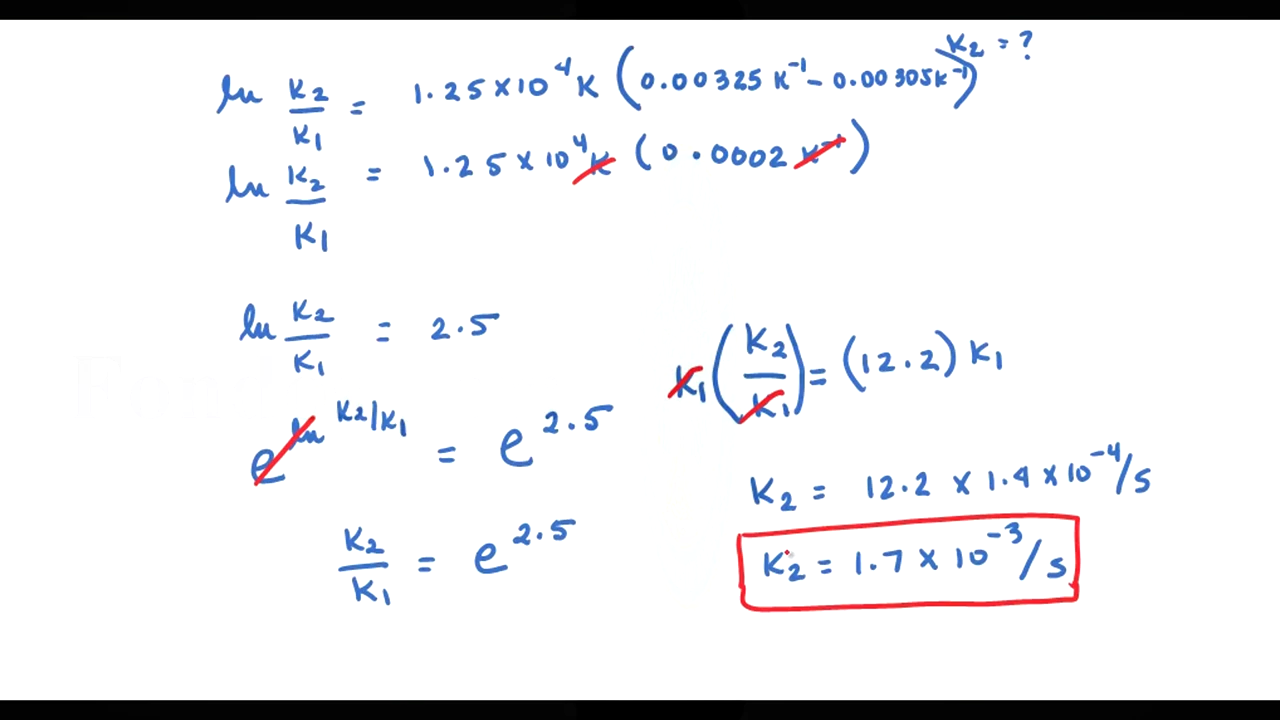 K₂ = ?
ln K₂/K₁ = 1.25 × 10⁴ K (0.00325 K⁻¹ – 0.00305K⁻¹)
ln K₂/K₁ = 1.25 × 10⁴ K (0.0002 K⁻¹)
ln K₂/K₁ = 2.5
e^(ln K₂/K₁) = e^2.5
K₂/K₁ = e^2.5
K₁ (K₂/K₁) = (12.2) K₁
K₂ = 12.2 × 1.4 × 10⁻⁴/s
K₂ = 1.7 × 10⁻³/s